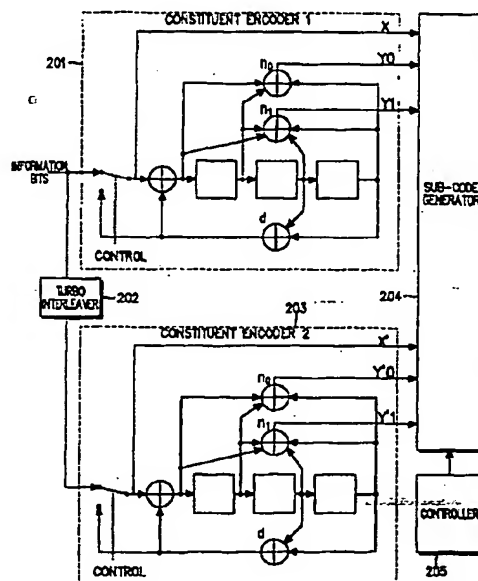 CONSTITUENT ENCODER 1
X
201
n0
Y0
n1
Y1
INFORMATION
BITS
SUB-CODE
GENERATOR
d
CONTROL
TURBO
INTERLEAVER
202
203
204
CONSTITUENT ENCODER 2
X'
n0
Y'0
n1
Y'1
CONTROLLER
d
CONTROL
205